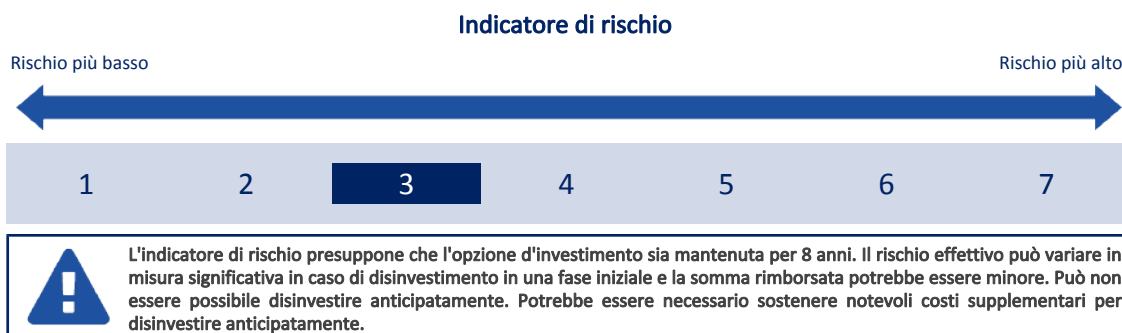 Indicatore di rischio
Rischio più basso
Rischio più alto
1 2 3 4 5 6 7
L'indicatore di rischio presuppone che l'opzione d'investimento sia mantenuta per 8 anni. Il rischio effettivo può variare in
misura significativa in caso di disinvestimento in una fase iniziale e la somma rimborsata potrebbe essere minore. Può non
essere possibile disinvestire anticipatamente. Potrebbe essere necessario sostenere notevoli costi supplementari per
disinvestire anticipatamente.